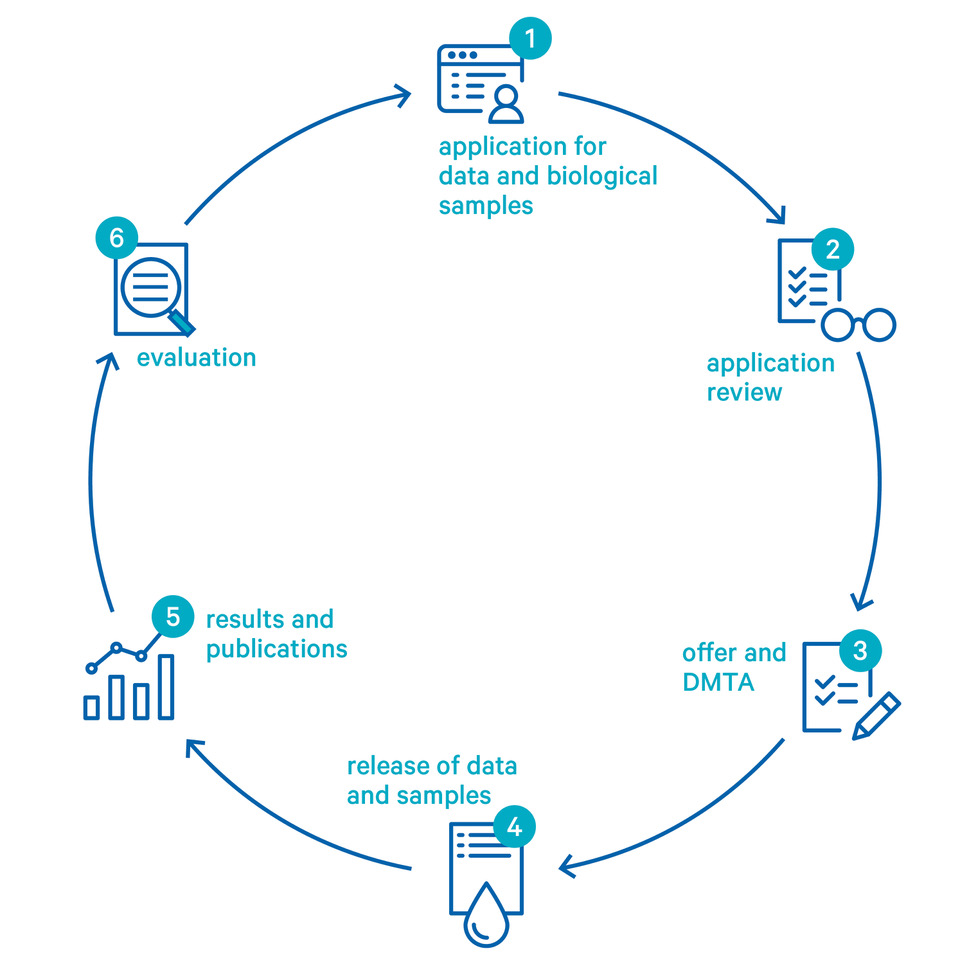 1
application for
data and biological
samples
2
application
review
3
offer and
DMTA
4
release of data
and samples
5
results and
publications
6
evaluation